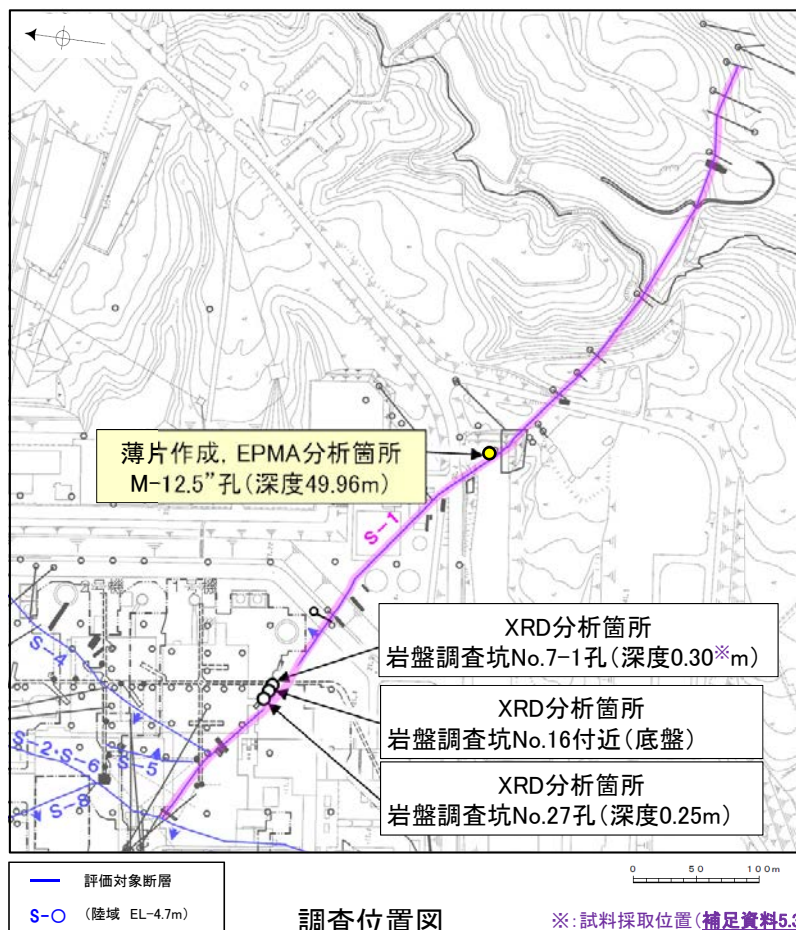 薄片作成,EPMA分析箇所
M-12.5”孔(深度49.96m)
S-1
2号機
1号機
XRD分析箇所
岩盤調査坑No.7-1孔(深度0.30※m)
S-4
XRD分析箇所
岩盤調査坑No.16付近(底盤)
S-2・S-6
S-5
S-8
XRD分析箇所
岩盤調査坑No.27孔(深度0.25m)
評価対象断層
S-○ (陸域 EL-4.7m)
調査位置図
0 50 100m
※:試料採取位置(補足資料5.3